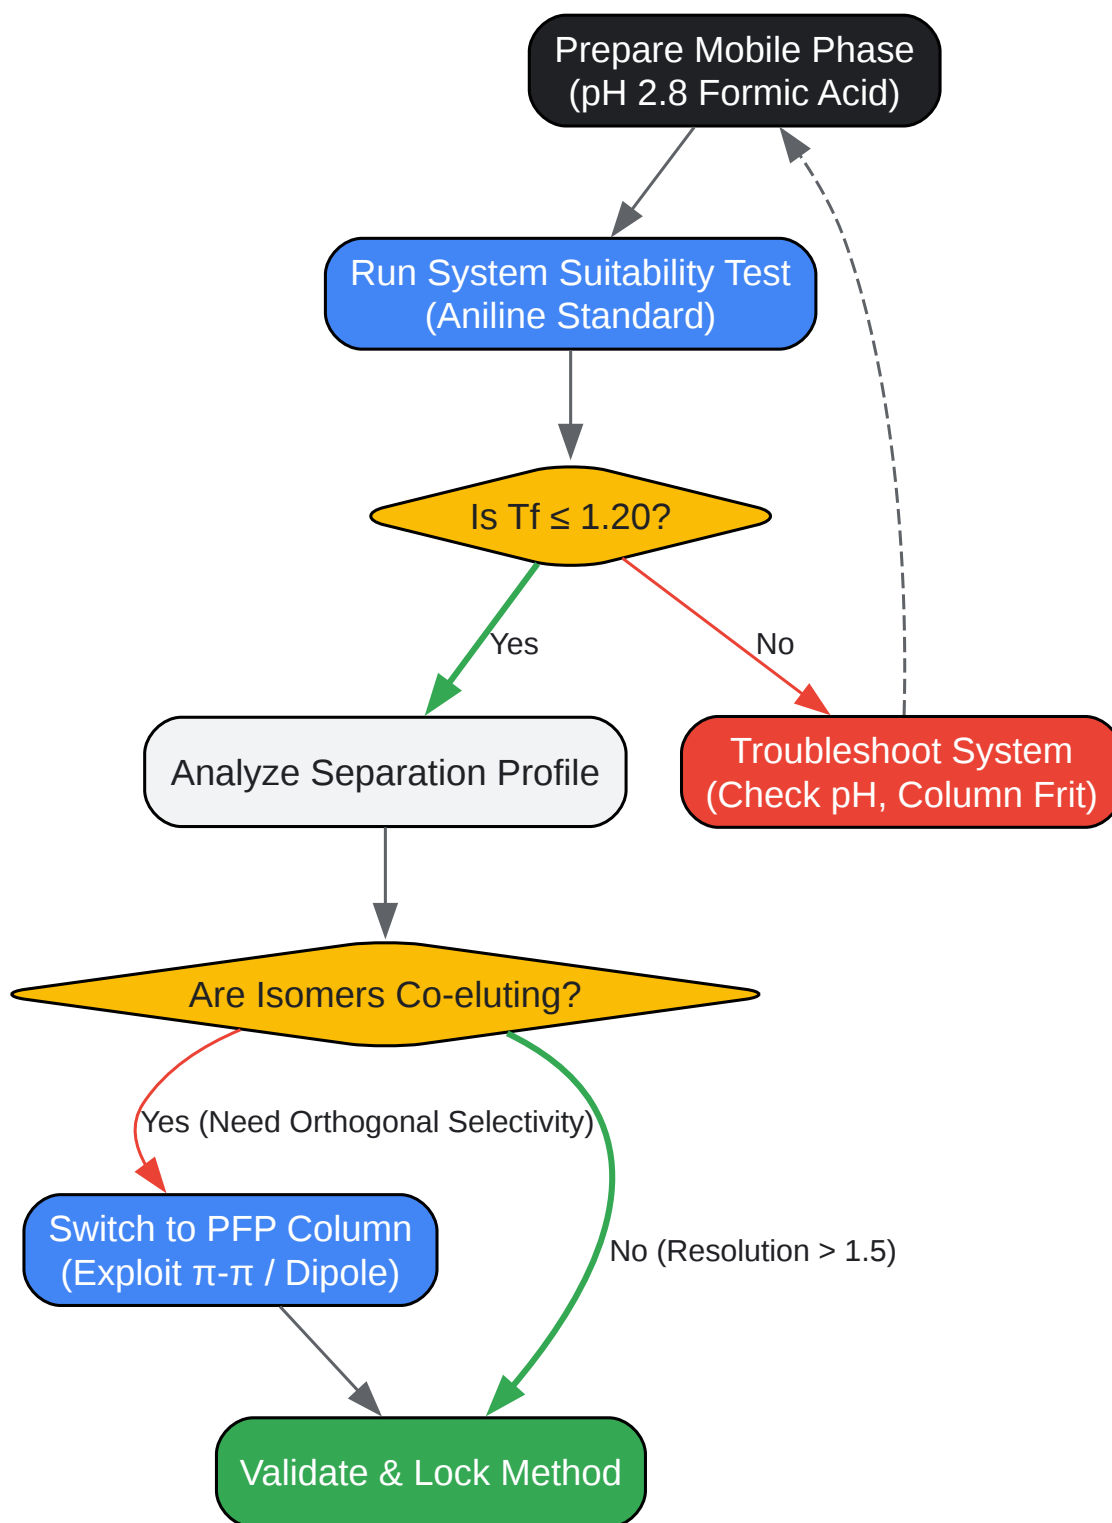 Prepare Mobile Phase
(pH 2.8 Formic Acid)
Run System Suitability Test
(Aniline Standard)
Is Tf ≤ 1.20?
Yes
No
Analyze Separation Profile
Troubleshoot System
(Check pH, Column Frit)
Are Isomers Co-eluting?
Yes (Need Orthogonal Selectivity)
Switch to PFP Column
(Exploit π-π / Dipole)
No (Resolution > 1.5)
Validate & Lock Method